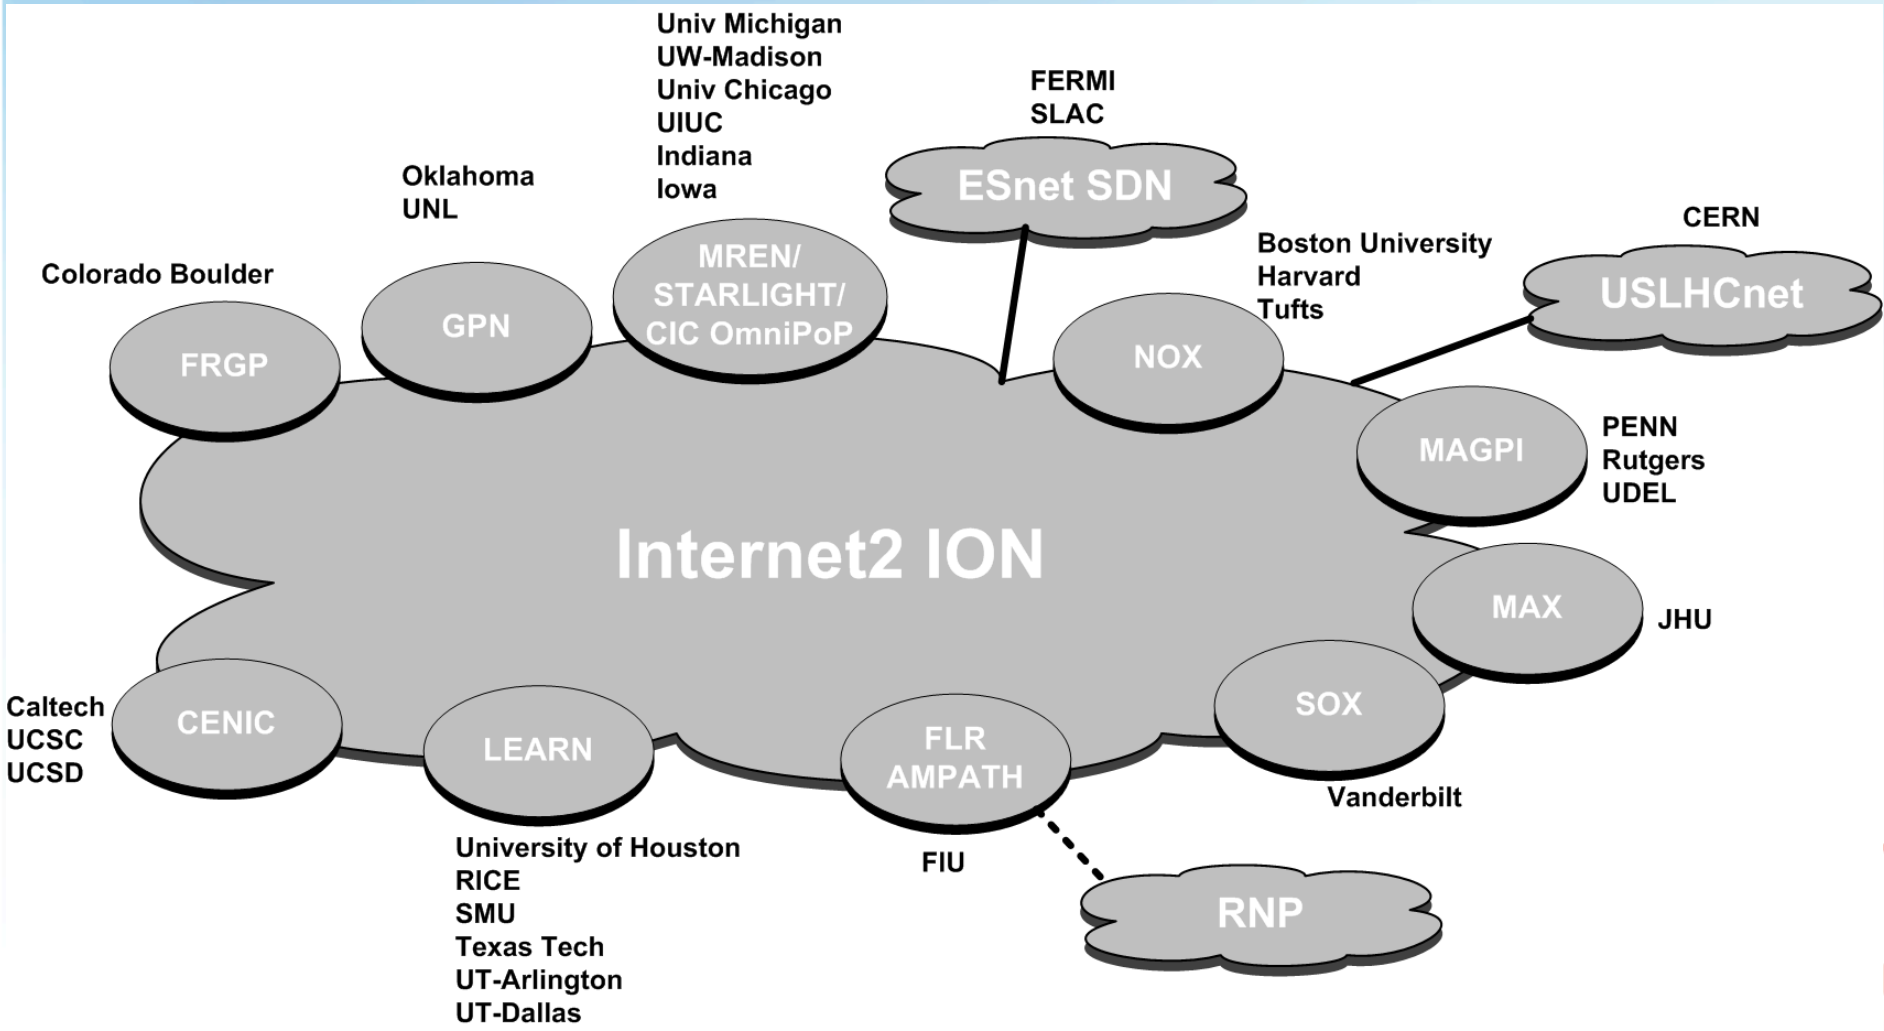 Univ Michigan
UW-Madison
Univ Chicago
UIUC
Indiana
Iowa
FERMI
SLAC
ESnet SDN
Oklahoma
UNL
CERN
USLHCnet
Boston University
Harvard
Tufts
Colorado Boulder
FRGP
GPN
MREN/
STARLIGHT/
CIC OmniPoP
NOX
MAGPI
PENN
Rutgers
UDEL
Internet2 ION
MAX
JHU
Caltech
UCSC
UCSD
CENIC
LEARN
FLR
AMPATH
SOX
Vanderbilt
University of Houston
RICE
SMU
Texas Tech
UT-Arlington
UT-Dallas
FIU
RNP